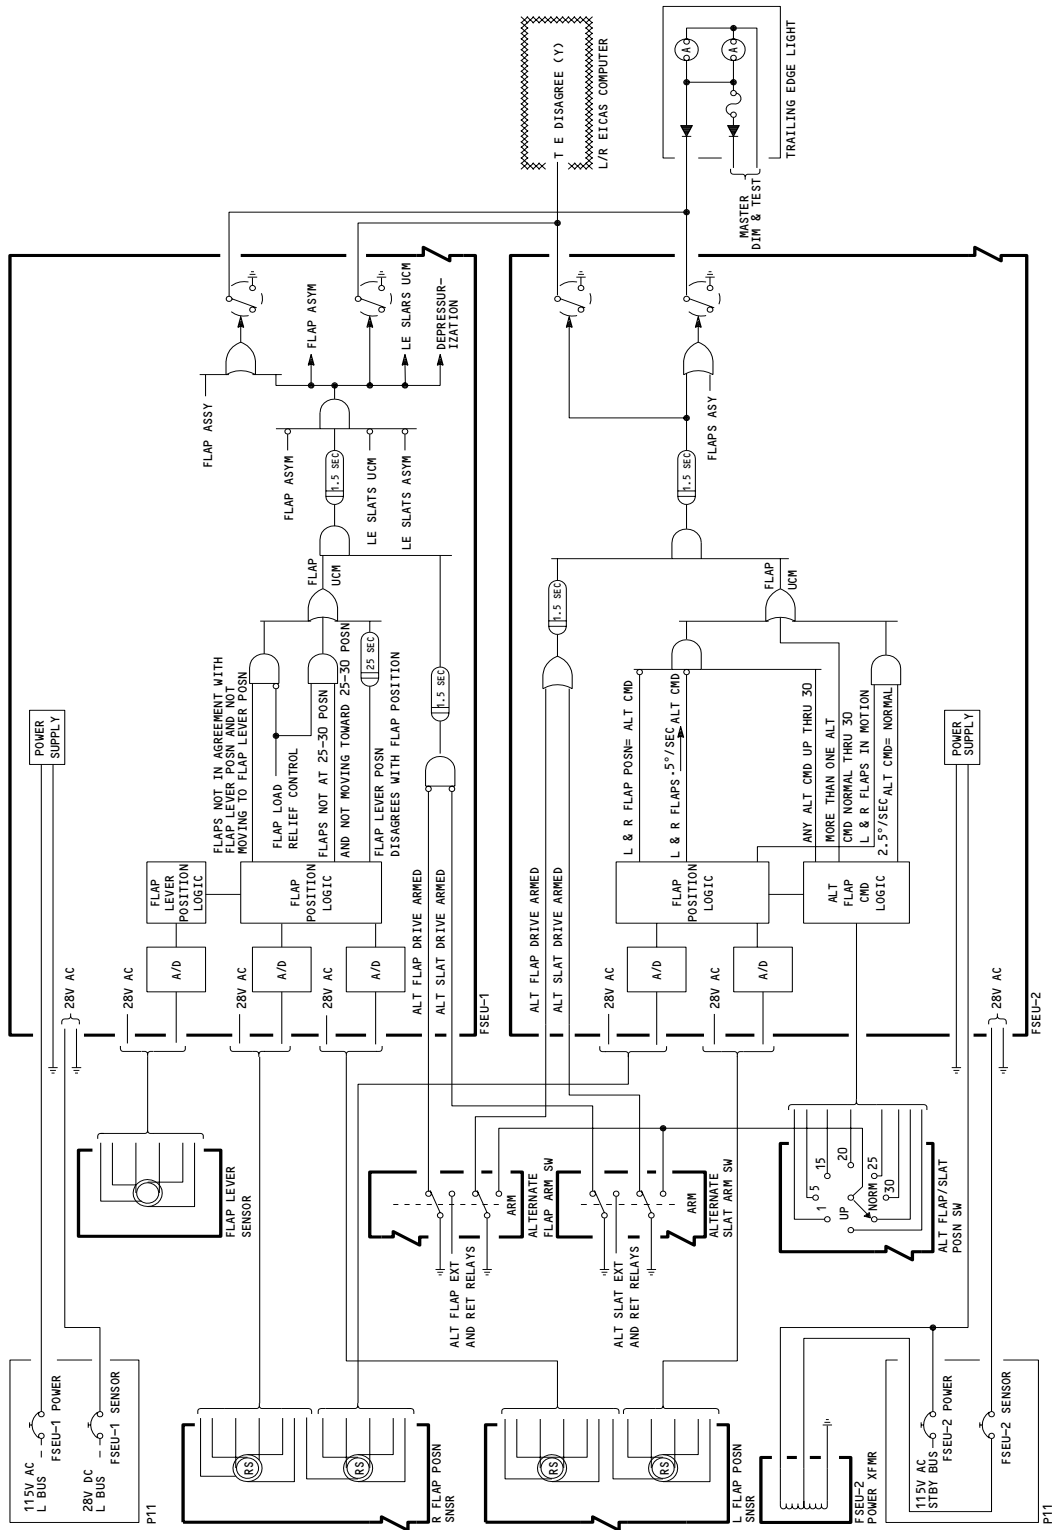 115V AC
L BUS
FSEU-1 POWER
28V DC
L BUS
FSEU-1 SENSOR
P11
POWER
SUPPLY
28V AC
FLAP LEVER
SENSOR
28V AC
A/D
FLAP
LEVER
POSITION
LOGIC
28V AC
A/D
28V AC
A/D
FLAP
POSITION
LOGIC
FLAPS NOT IN AGREEMENT WITH
FLAP LEVER POSN AND NOT
MOVING TO FLAP LEVER POSN
FLAP LOAD
RELIEF CONTROL
FLAPS NOT AT 25-30 POSN
AND NOT MOVING TOWARD 25-30 POSN
FLAP LEVER POSN
DISAGREES WITH FLAP POSITION
25 SEC
FLAP
UCM
ALT FLAP DRIVE ARMED
ALT SLAT DRIVE ARMED
1.5 SEC
1.5 SEC
FLAP ASYM
LE SLATS UCM
LE SLATS ASYM
FLAP ASSY
FLAP ASYM
LE SLARS UCM
DEPRESSUR-
IZATION
FSEU-1
T E DISAGREE (Y)
L/R EICAS COMPUTER
A
A
MASTER
DIM & TEST
TRAILING EDGE LIGHT
RS
RS
R FLAP POSN
SNSR
RS
RS
L FLAP POSN
SNSR
ARM
ALTERNATE
FLAP ARM SW
ALT FLAP EXT
AND RET RELAYS
ARM
ALTERNATE
SLAT ARM SW
ALT SLAT EXT
AND RET RELAYS
ALT FLAP DRIVE ARMED
ALT SLAT DRIVE ARMED
1.5 SEC
28V AC
A/D
28V AC
A/D
FLAP
POSITION
LOGIC
L & R FLAP POSN= ALT CMD
L & R FLAPS .5°/SEC ALT CMD
ALT
FLAP
CMD
LOGIC
ANY ALT CMD UP THRU 30
MORE THAN ONE ALT
CMD NORMAL THRU 30
L & R FLAPS IN MOTION
2.5°/SEC ALT CMD= NORMAL
FLAP
UCM
1.5 SEC
FLAPS ASY
POWER
SUPPLY
28V AC
FSEU-2
1
5
15
20
25
30
UP
NORM
ALT FLAP/SLAT
POSN SW
FSEU-2
POWER XFMR
115V AC
STBY BUS
FSEU-2 POWER
FSEU-2 SENSOR
P11